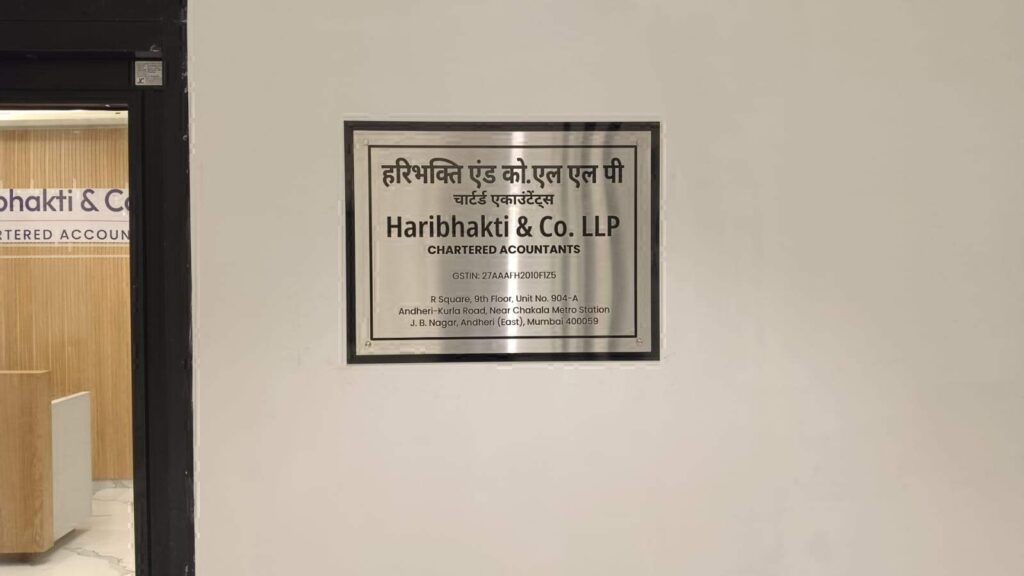 हरिभक्ति एंड को.एल एल पी
चार्टर्ड एकाउंटेंट्स
Haribhakti & Co. LLP
CHARTERED ACOUNTANTS
GSTIN: 27AAAFH2010F1Z5
R Square, 9th Floor, Unit No. 904-A
Andheri-Kurla Road, Near Chakala Metro Station
J. B. Nagar, Andheri (East), Mumbai 400059
bhakti & Co
RTERED ACCOUN